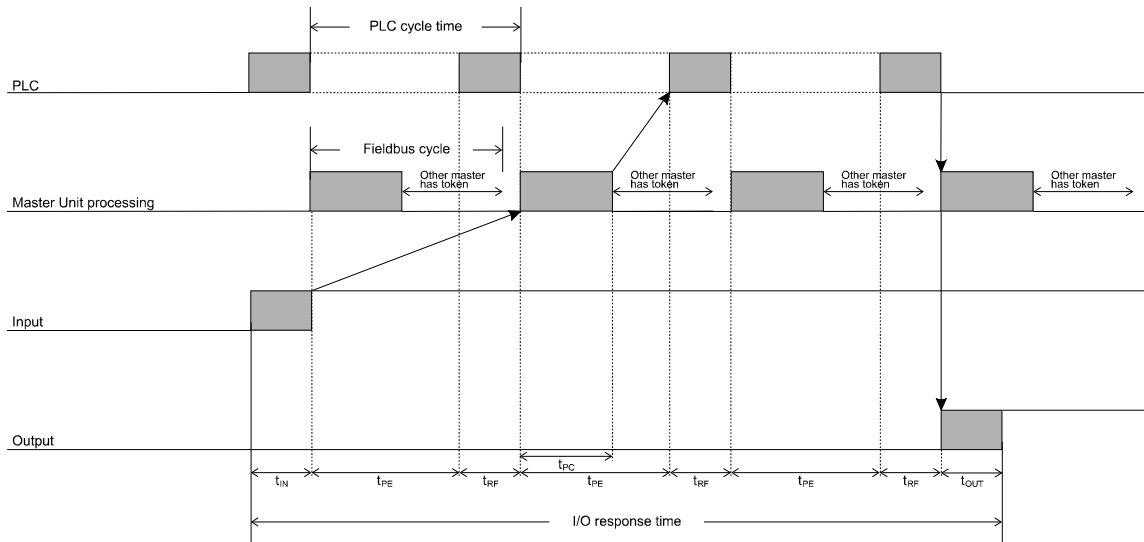 PLC cycle time
PLC
Fieldbus cycle
Other master
has token
Other master
has token
Other master
has token
Other master
has token
Master Unit processing
Input
Output
tPC
tIN
tPE
tRF
tPE
tRF
tPE
tRF
tOUT
I/O response time